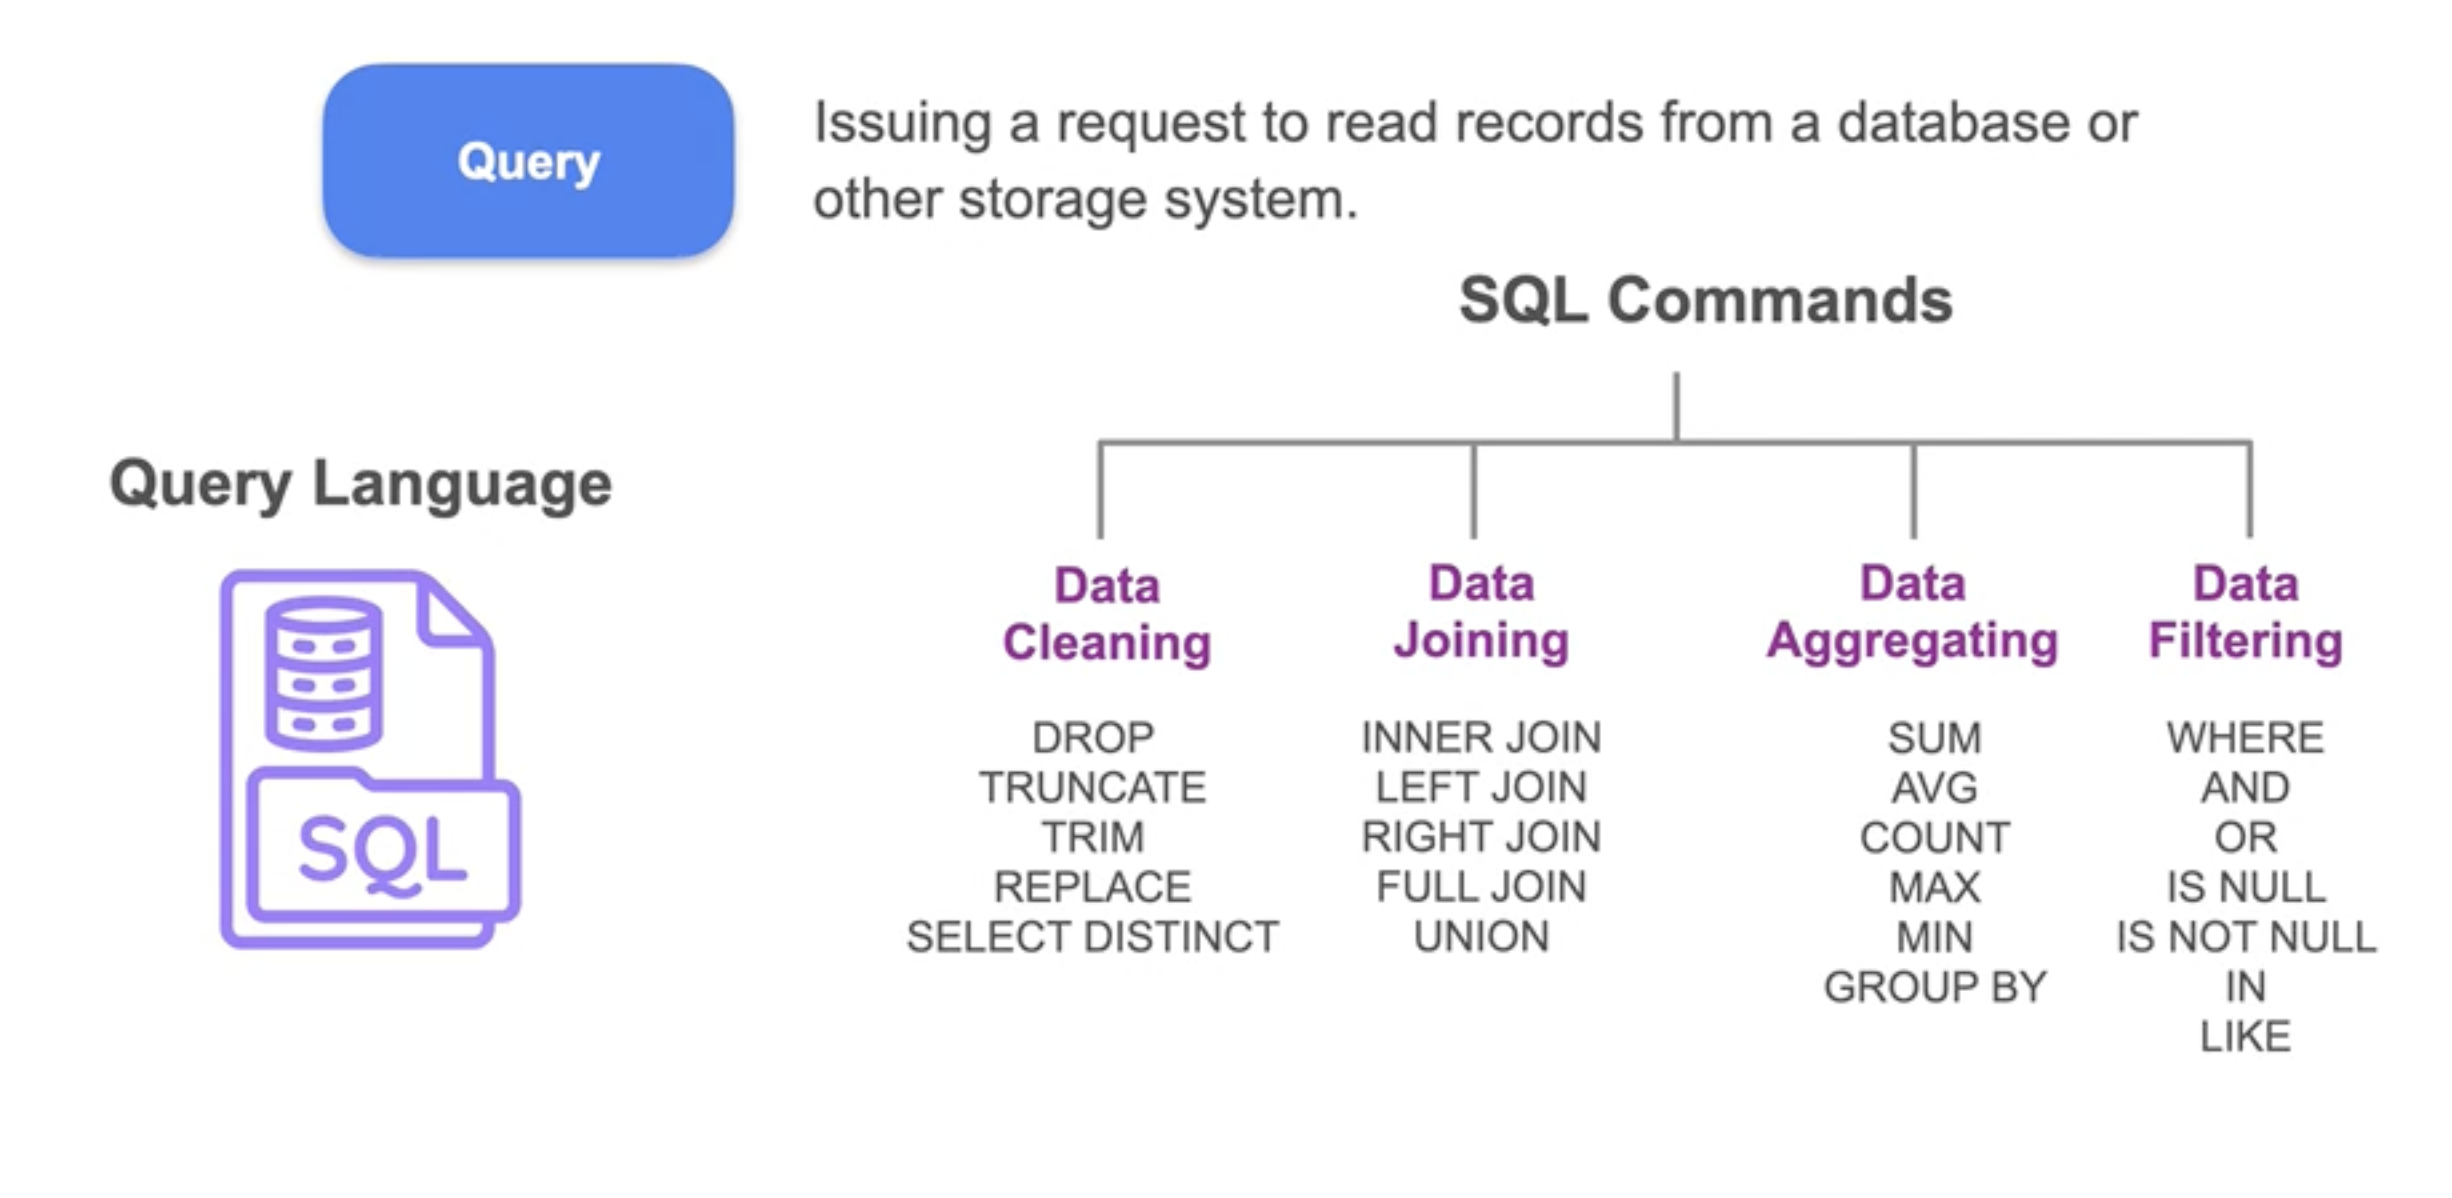 Query
Issuing a request to read records from a database or
other storage system.
SQL Commands
Query Language
SQL
Data
Cleaning
DROP
TRUNCATE
TRIM
REPLACE
SELECT DISTINCT
Data
Joining
INNER JOIN
LEFT JOIN
RIGHT JOIN
FULL JOIN
UNION
Data
Aggregating
SUM
AVG
COUNT
MAX
MIN
GROUP BY
Data
Filtering
WHERE
AND
OR
IS NULL
IS NOT NULL
IN
LIKE